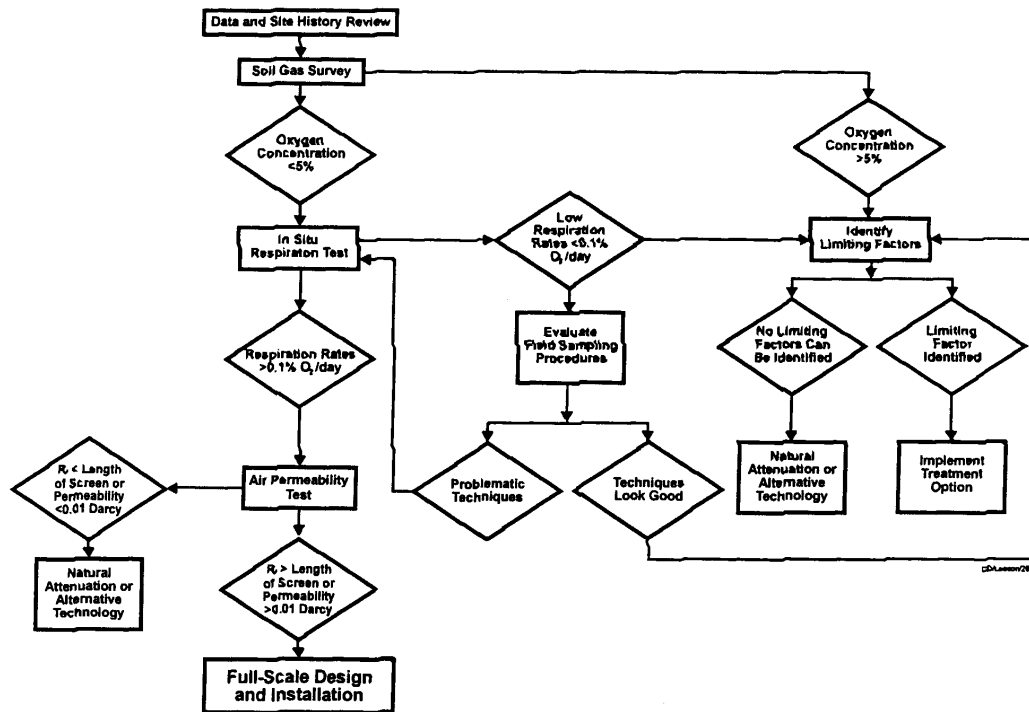 Data and Site History Review
Soil Gas Survey
Oxygen
Concentration
<5%
Oxygen
Concentration
>5%
In Situ
Respiraton Test
Low
Respiration
Rates <0.1%
O₂/day
Identify
Limiting Factors
Respiration Rates
>0.1% O₂/day
Evaluate
Field Sampling
Procedures
No Limiting
Factors Can
Be Identified
Limiting
Factor
Identified
Rᵢ < Length
of Screen or
Permeability
<0.01 Darcy
Air Permeability
Test
Problematic
Techniques
Techniques
Look Good
Natural
Attenuation or
Alternative
Technology
Implement
Treatment
Option
Natural
Attenuation or
Alternative
Technology
Rᵢ > Length
of Screen or
Permeability
>0.01 Darcy
Full-Scale Design
and Installation